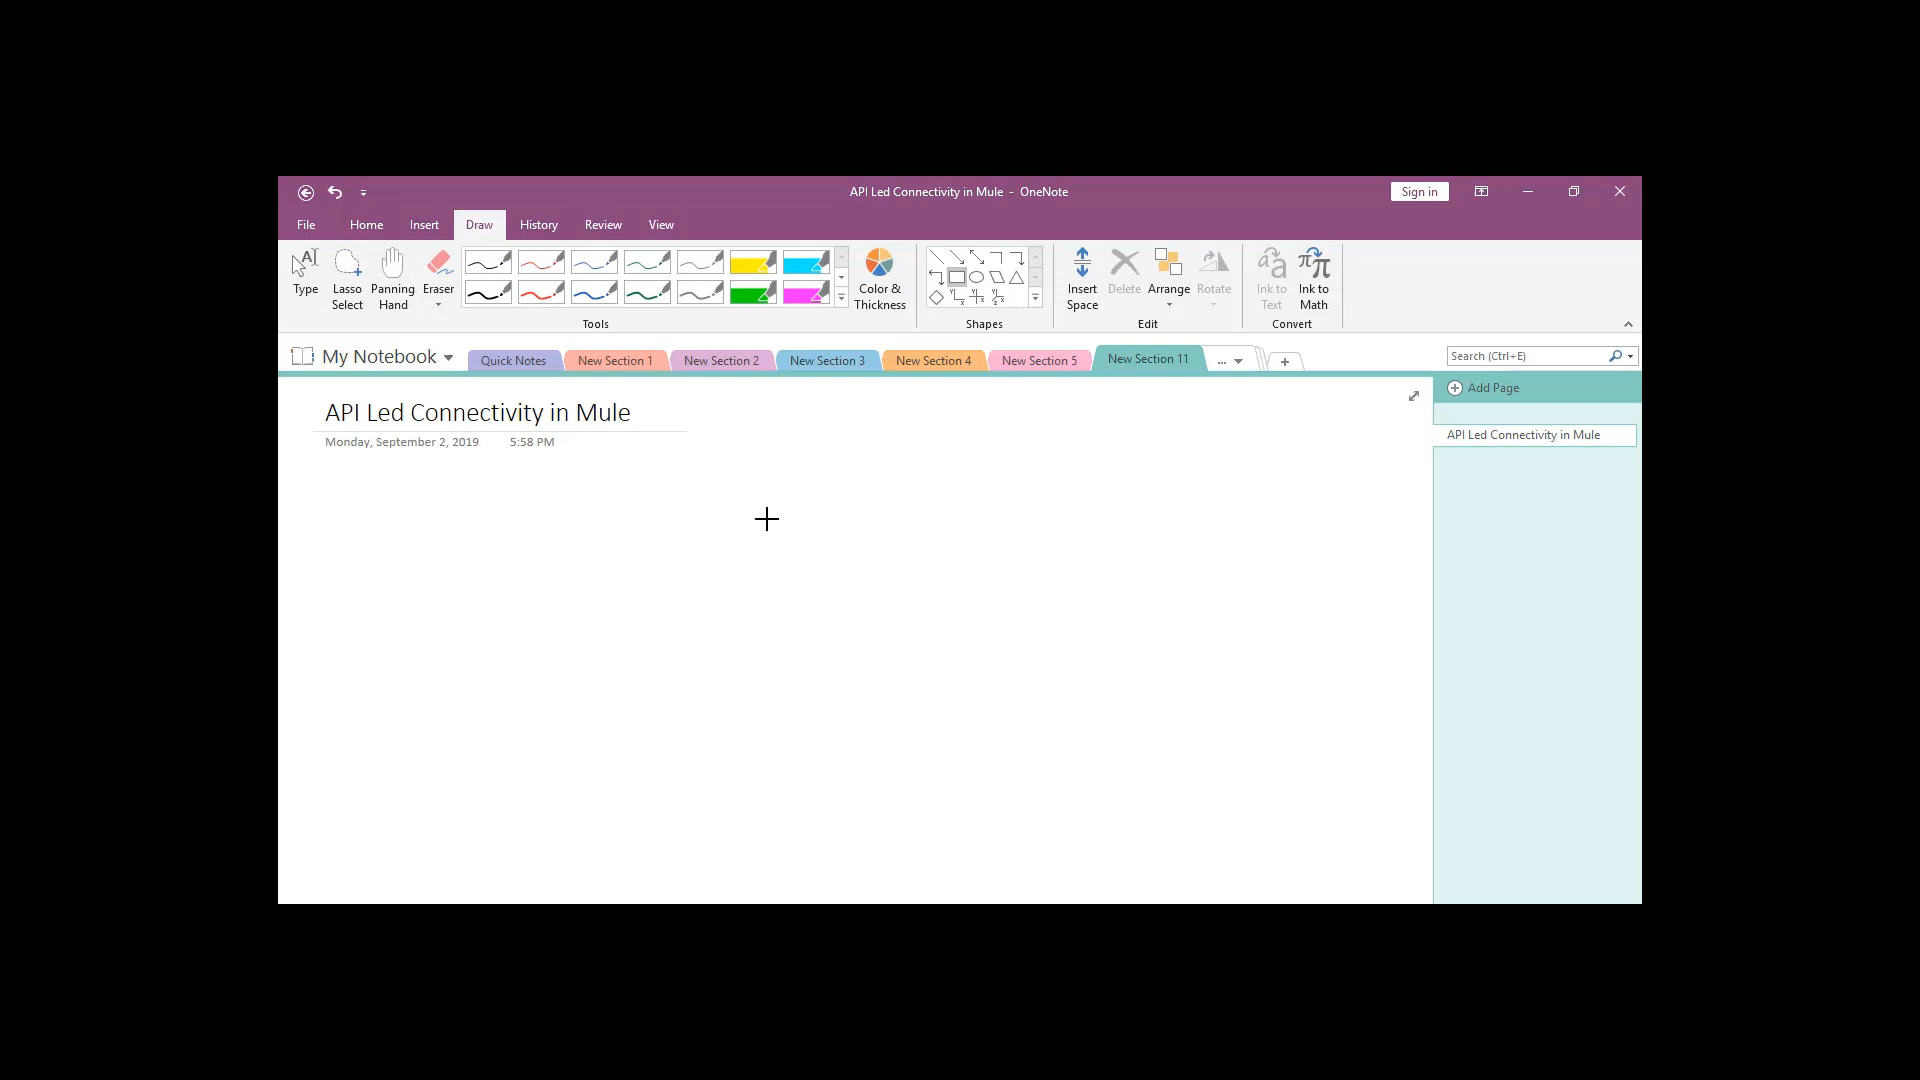 API Led Connectivity in Mule - OneNote
Sign in
File Home Insert Draw History Review View
Type
Lasso Select
Panning Hand
Eraser
Color & Thickness
Insert Space
Delete
Arrange
Rotate
Ink to Text
Ink to Math
Tools Shapes Edit Convert
My Notebook Quick Notes New Section 1 New Section 2 New Section 3 New Section 4 New Section 5 New Section 11 ...
Search (Ctrl+E)
Add Page
API Led Connectivity in Mule
Monday, September 2, 2019 5:58 PM
API Led Connectivity in Mule